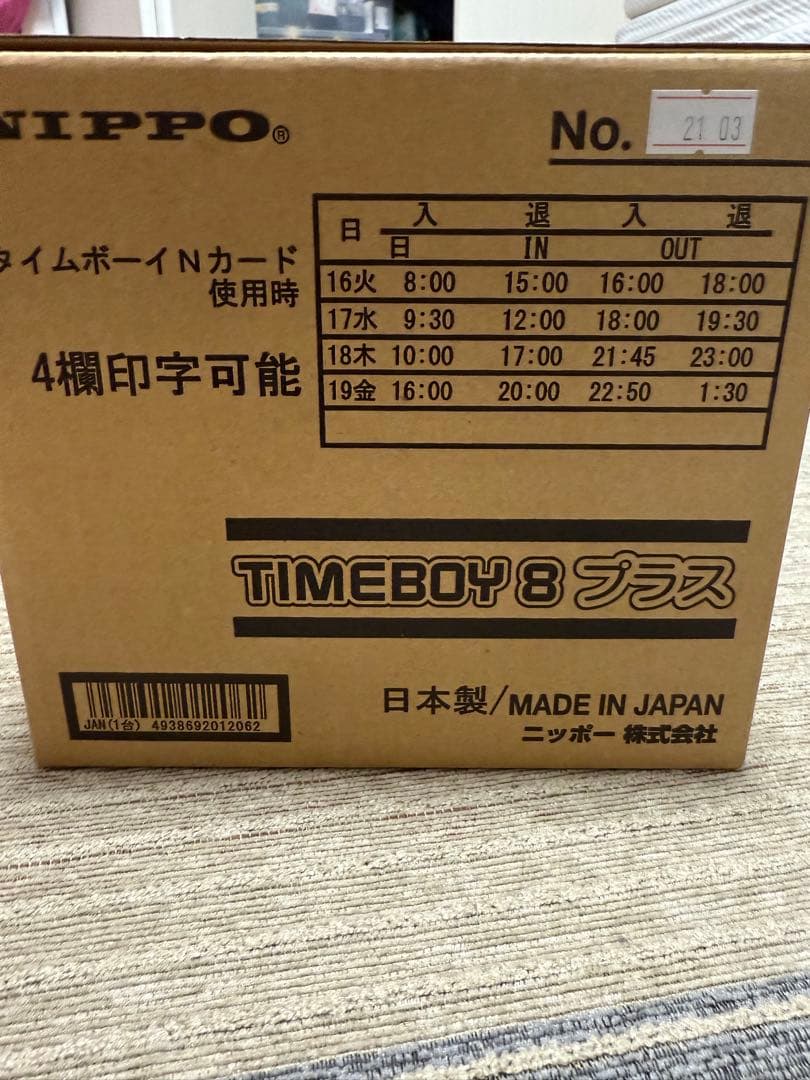 NIPPO®
No. 21 03
タイムボーイNカード
使用時
4欄印字可能
日 入 退 入 退
日 IN OUT
16火 8:00 15:00 16:00 18:00
17水 9:30 12:00 18:00 19:30
18木 10:00 17:00 21:45 23:00
19金 16:00 20:00 22:50 1:30
TIMEBOY 8 プラス
JAN(1台) 4938692012062
日本製/MADE IN JAPAN
ニッポー 株式会社